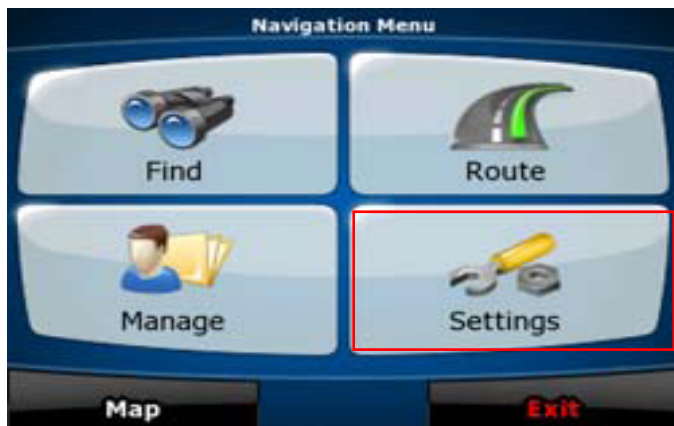 Navigation Menu
Find
Route
Manage
Settings
Map
Exit